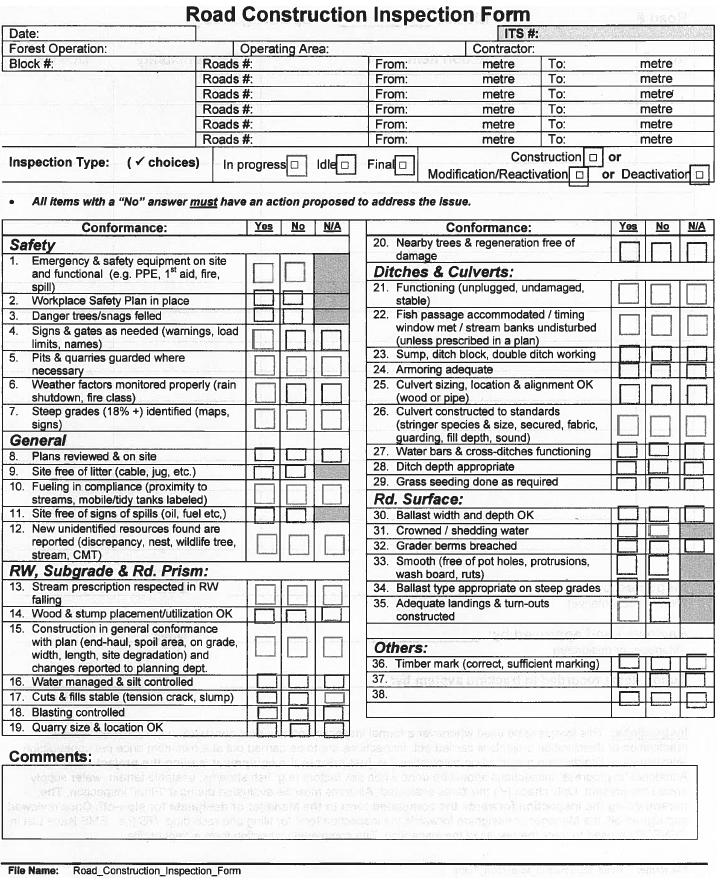 Road Construction Inspection Form
Date: ITS #:
Forest Operation: Operating Area: Contractor:
Block #: Roads #: From: metre To: metre
Roads #: From: metre To: metre
Roads #: From: metre To: metre
Roads #: From: metre To: metre
Roads #: From: metre To: metre
Roads #: From: metre To: metre
Inspection Type: (✓ choices) In progress □ Idle □ Final □ Construction □ or
Modification/Reactivation □ or Deactivation □
• All items with a "No" answer must have an action proposed to address the issue.
Conformance: Yes No N/A
Safety
1. Emergency & safety equipment on site
and functional (e.g. PPE, 1st aid, fire,
spill)
2. Workplace Safety Plan in place
3. Danger trees/snags felled
4. Signs & gates as needed (warnings, load
limits, names)
5. Pits & quarries guarded where
necessary
6. Weather factors monitored properly (rain
shutdown, fire class)
7. Steep grades (18% +) identified (maps,
signs)
General
8. Plans reviewed & on site
9. Site free of litter (cable, jug, etc.)
10. Fueling in compliance (proximity to
streams, mobile/tidy tanks labeled)
11. Site free of signs of spills (oil, fuel etc,)
12. New unidentified resources found are
reported (discrepancy, nest, wildlife tree,
stream, CMT)
RW, Subgrade & Rd. Prism:
13. Stream prescription respected in RW
falling
14. Wood & stump placement/utilization OK
15. Construction in general conformance
with plan (end-haul, spoil area, on grade,
width, length, site degradation) and
changes reported to planning dept.
16. Water managed & silt controlled
17. Cuts & fills stable (tension crack, slump)
18. Blasting controlled
19. Quarry size & location OK
Conformance: Yes No N/A
20. Nearby trees & regeneration free of
damage
Ditches & Culverts:
21. Functioning (unplugged, undamaged,
stable)
22. Fish passage accommodated / timing
window met / stream banks undisturbed
(unless prescribed in a plan)
23. Sump, ditch block, double ditch working
24. Armoring adequate
25. Culvert sizing, location & alignment OK
(wood or pipe)
26. Culvert constructed to standards
(stringer species & size, secured, fabric,
guarding, fill depth, sound)
27. Water bars & cross-ditches functioning
28. Ditch depth appropriate
29. Grass seeding done as required
Rd. Surface:
30. Ballast width and depth OK
31. Crowned / shedding water
32. Grader berms breached
33. Smooth (free of pot holes, protrusions,
wash board, ruts)
34. Ballast type appropriate on steep grades
35. Adequate landings & turn-outs
constructed
Others:
36. Timber mark (correct, sufficient marking)
37.
38.
Comments:
File Name: Road_Construction_Inspection_Form